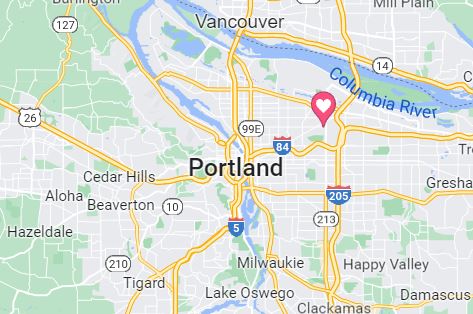 Burlington
Mill Plain
Vancouver
127
14
Columbia River
26
99E
84
Portland
Cedar Hills
Aloha
Beaverton
Gresha
205
10
213
5
Hazeldale
210
Milwaukie
Happy Valley
Tigard
Lake Oswego
Damascus
Clackamas